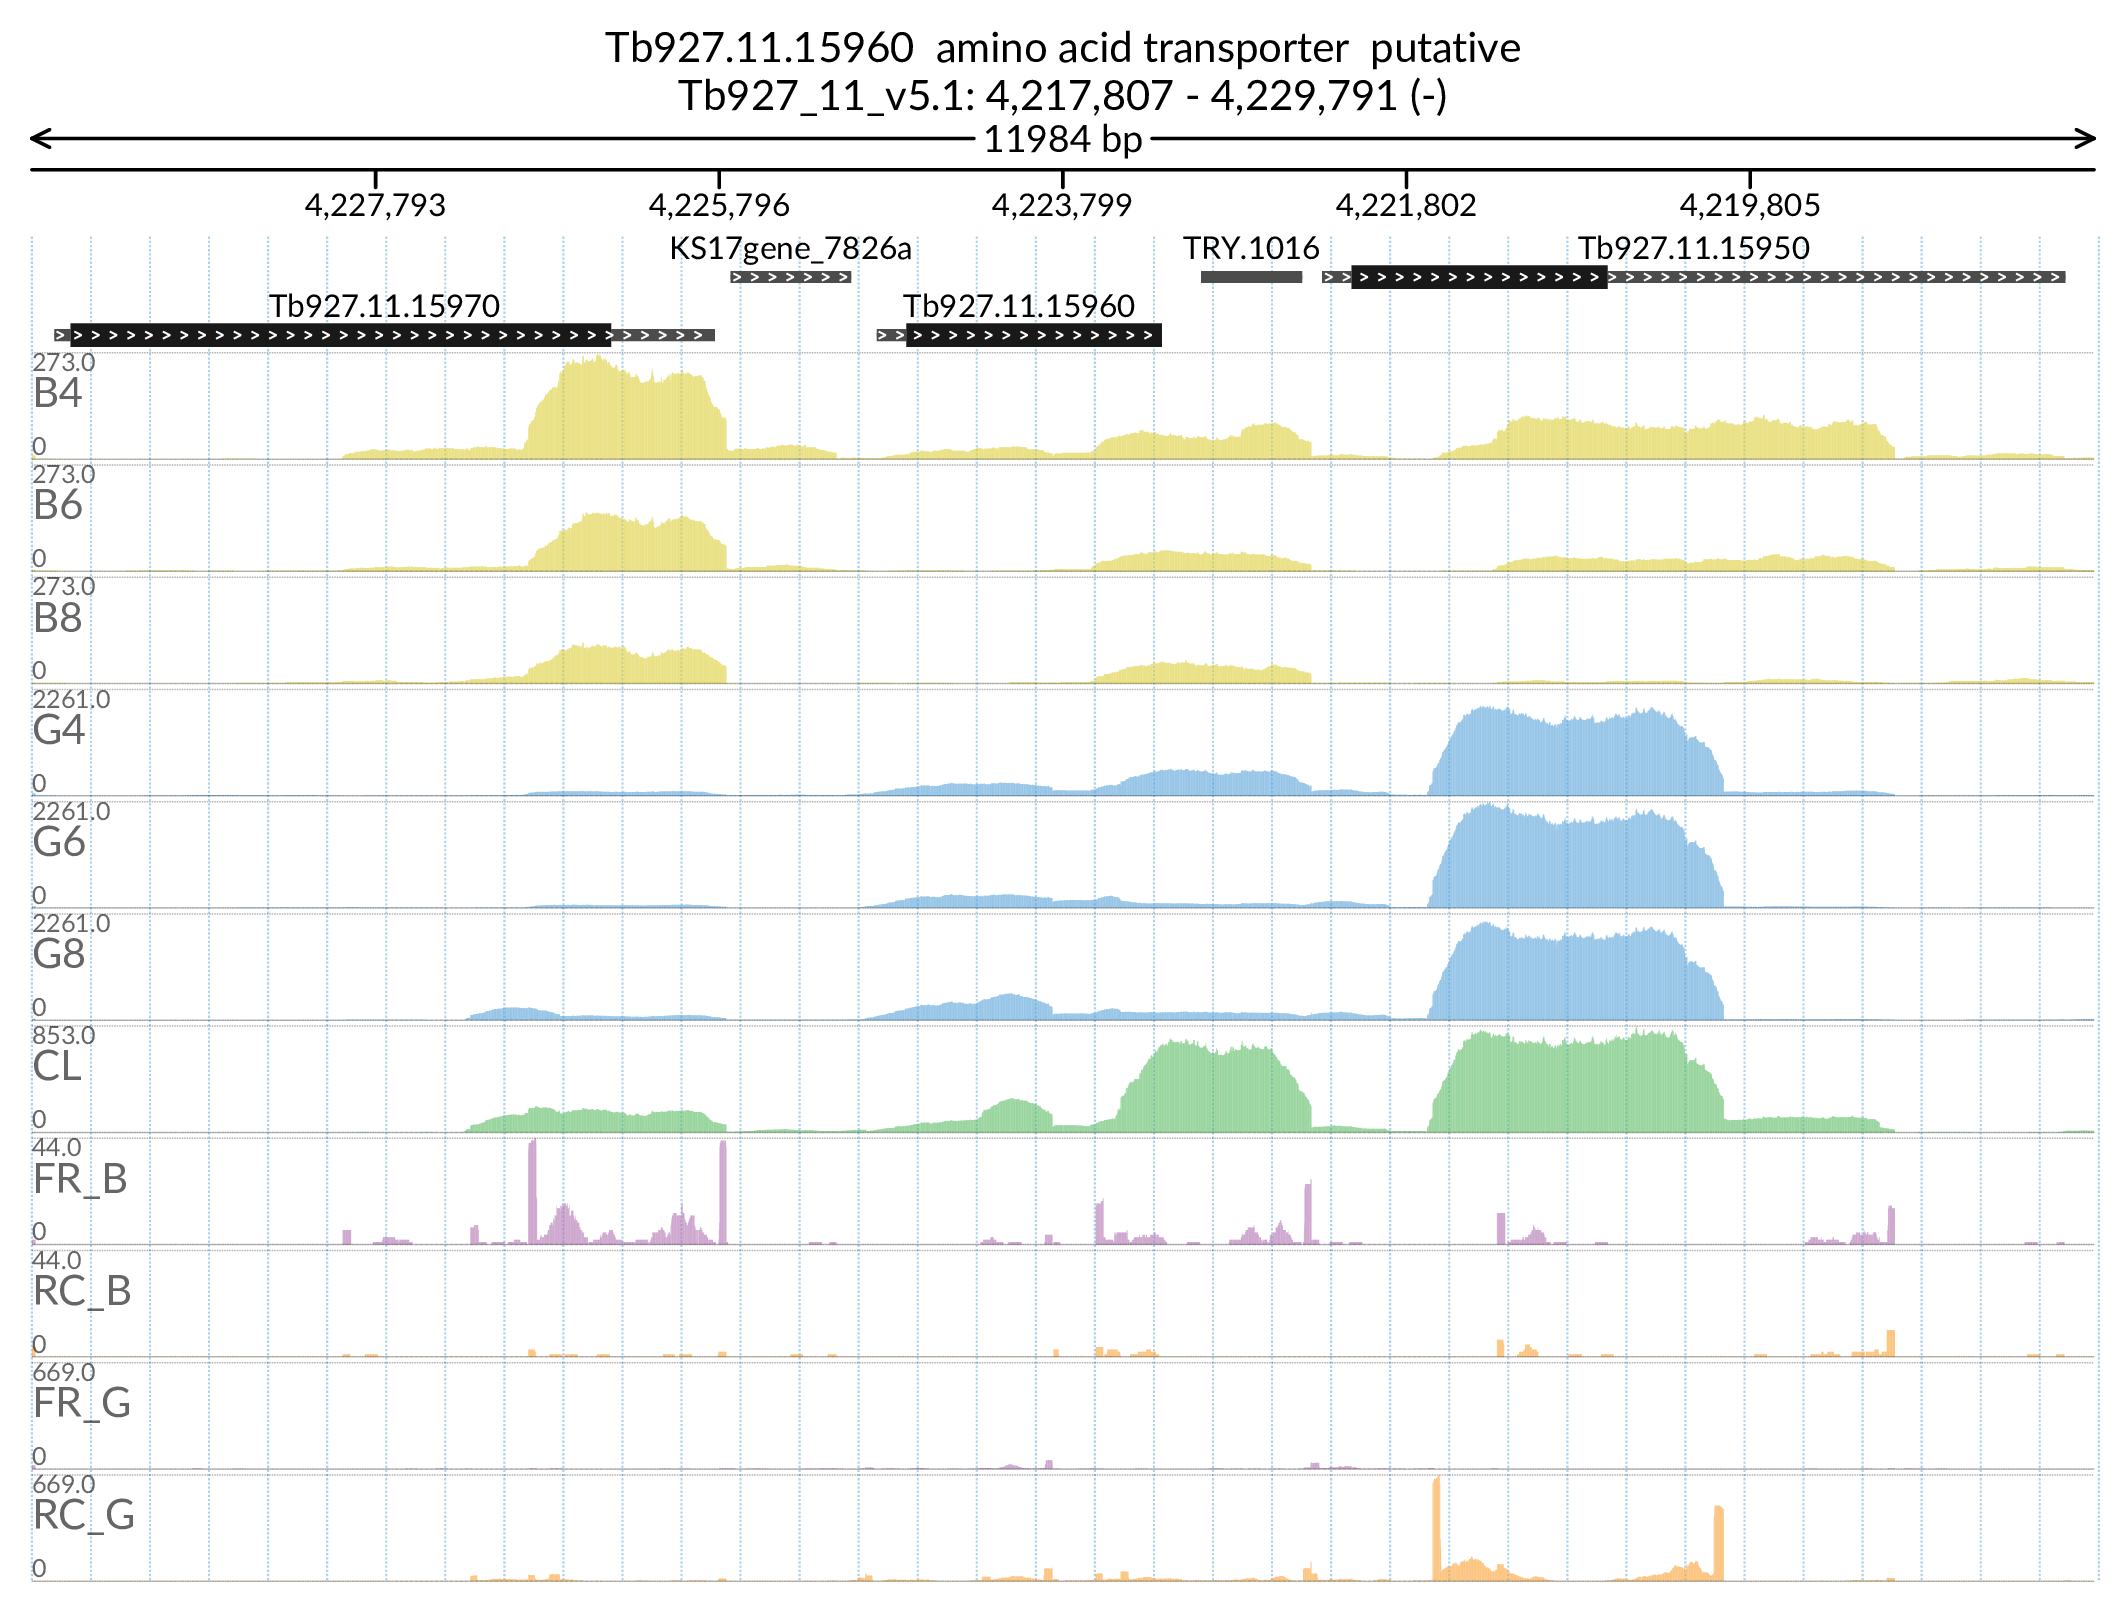 Tb927.11.15960 amino acid transporter putative
Tb927_11_v5.1: 4,217,807 - 4,229,791 (-)
11984 bp
4,227,793 4,225,796 4,223,799 4,221,802 4,219,805
KS17gene_7826a TRY.1016 Tb927.11.15950
Tb927.11.15970 Tb927.11.15960
273.0
B4
0
273.0
B6
0
273.0
B8
0
2261.0
G4
0
2261.0
G6
0
2261.0
G8
0
853.0
CL
0
44.0
FR_B
0
44.0
RC_B
0
669.0
FR_G
0
669.0
RC_G
0